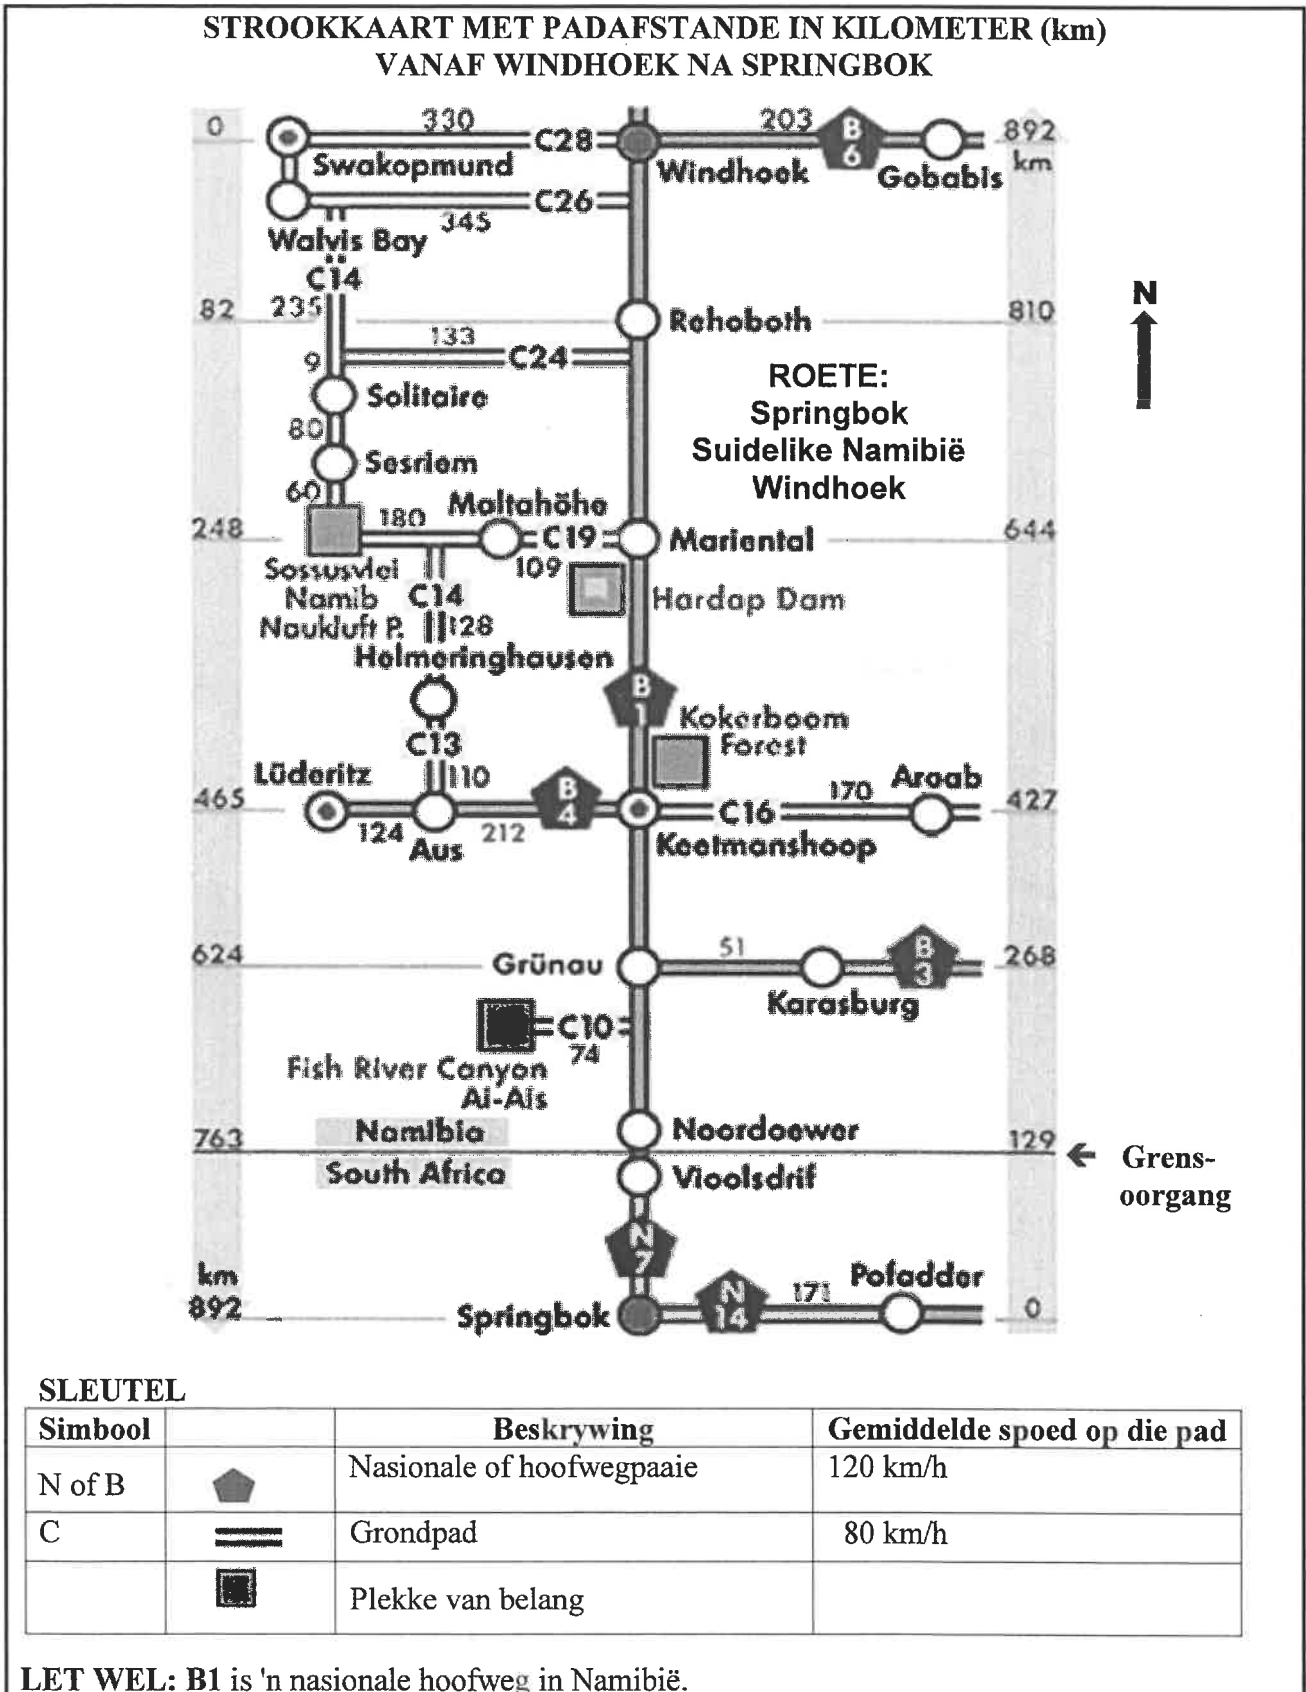 STROOKKAART MET PADAFSTANDE IN KILOMETER (km)
VANAF WINDHOEK NA SPRINGBOK
0 330 C28 203 B 6 892 km
Swakopmund Windhoek Gobabis
C26
345
Walvis Bay
C14
82 235 Rehoboth 810
133
9 C24
Solitaire
80
Sesriem
60
ROETE:
Springbok
Suidelike Namibië
Windhoek
N
Maltahöhe
248 180 C19 Mariental 644
109
Sossusvlei
Namib
Naukluft P.
C14
128
Hardap Dam
Helmeringhausen
B 1
Kokerboom
Forest
C13
110
Lüderitz B 4 Aroab
465 170 427
C16
124 Aus 212 Keetmanshoop
624 Grünau 51 B 3 268
Karasburg
C10
74
Fish River Canyon
Ai-Ais
Namibia Noordoewer
763 129 Grens-
oorgang
South Africa Vioolsdrif
N 7
km
892
Springbok N 14 171 Pofadder 0
SLEUTEL
Simbool Beskrywing Gemiddelde spoed op die pad
N of B Nasionale of hoofwegpaaie 120 km/h
C Grondpad 80 km/h
Plekke van belang
LET WEL: B1 is 'n nasionale hoofweg in Namibië.